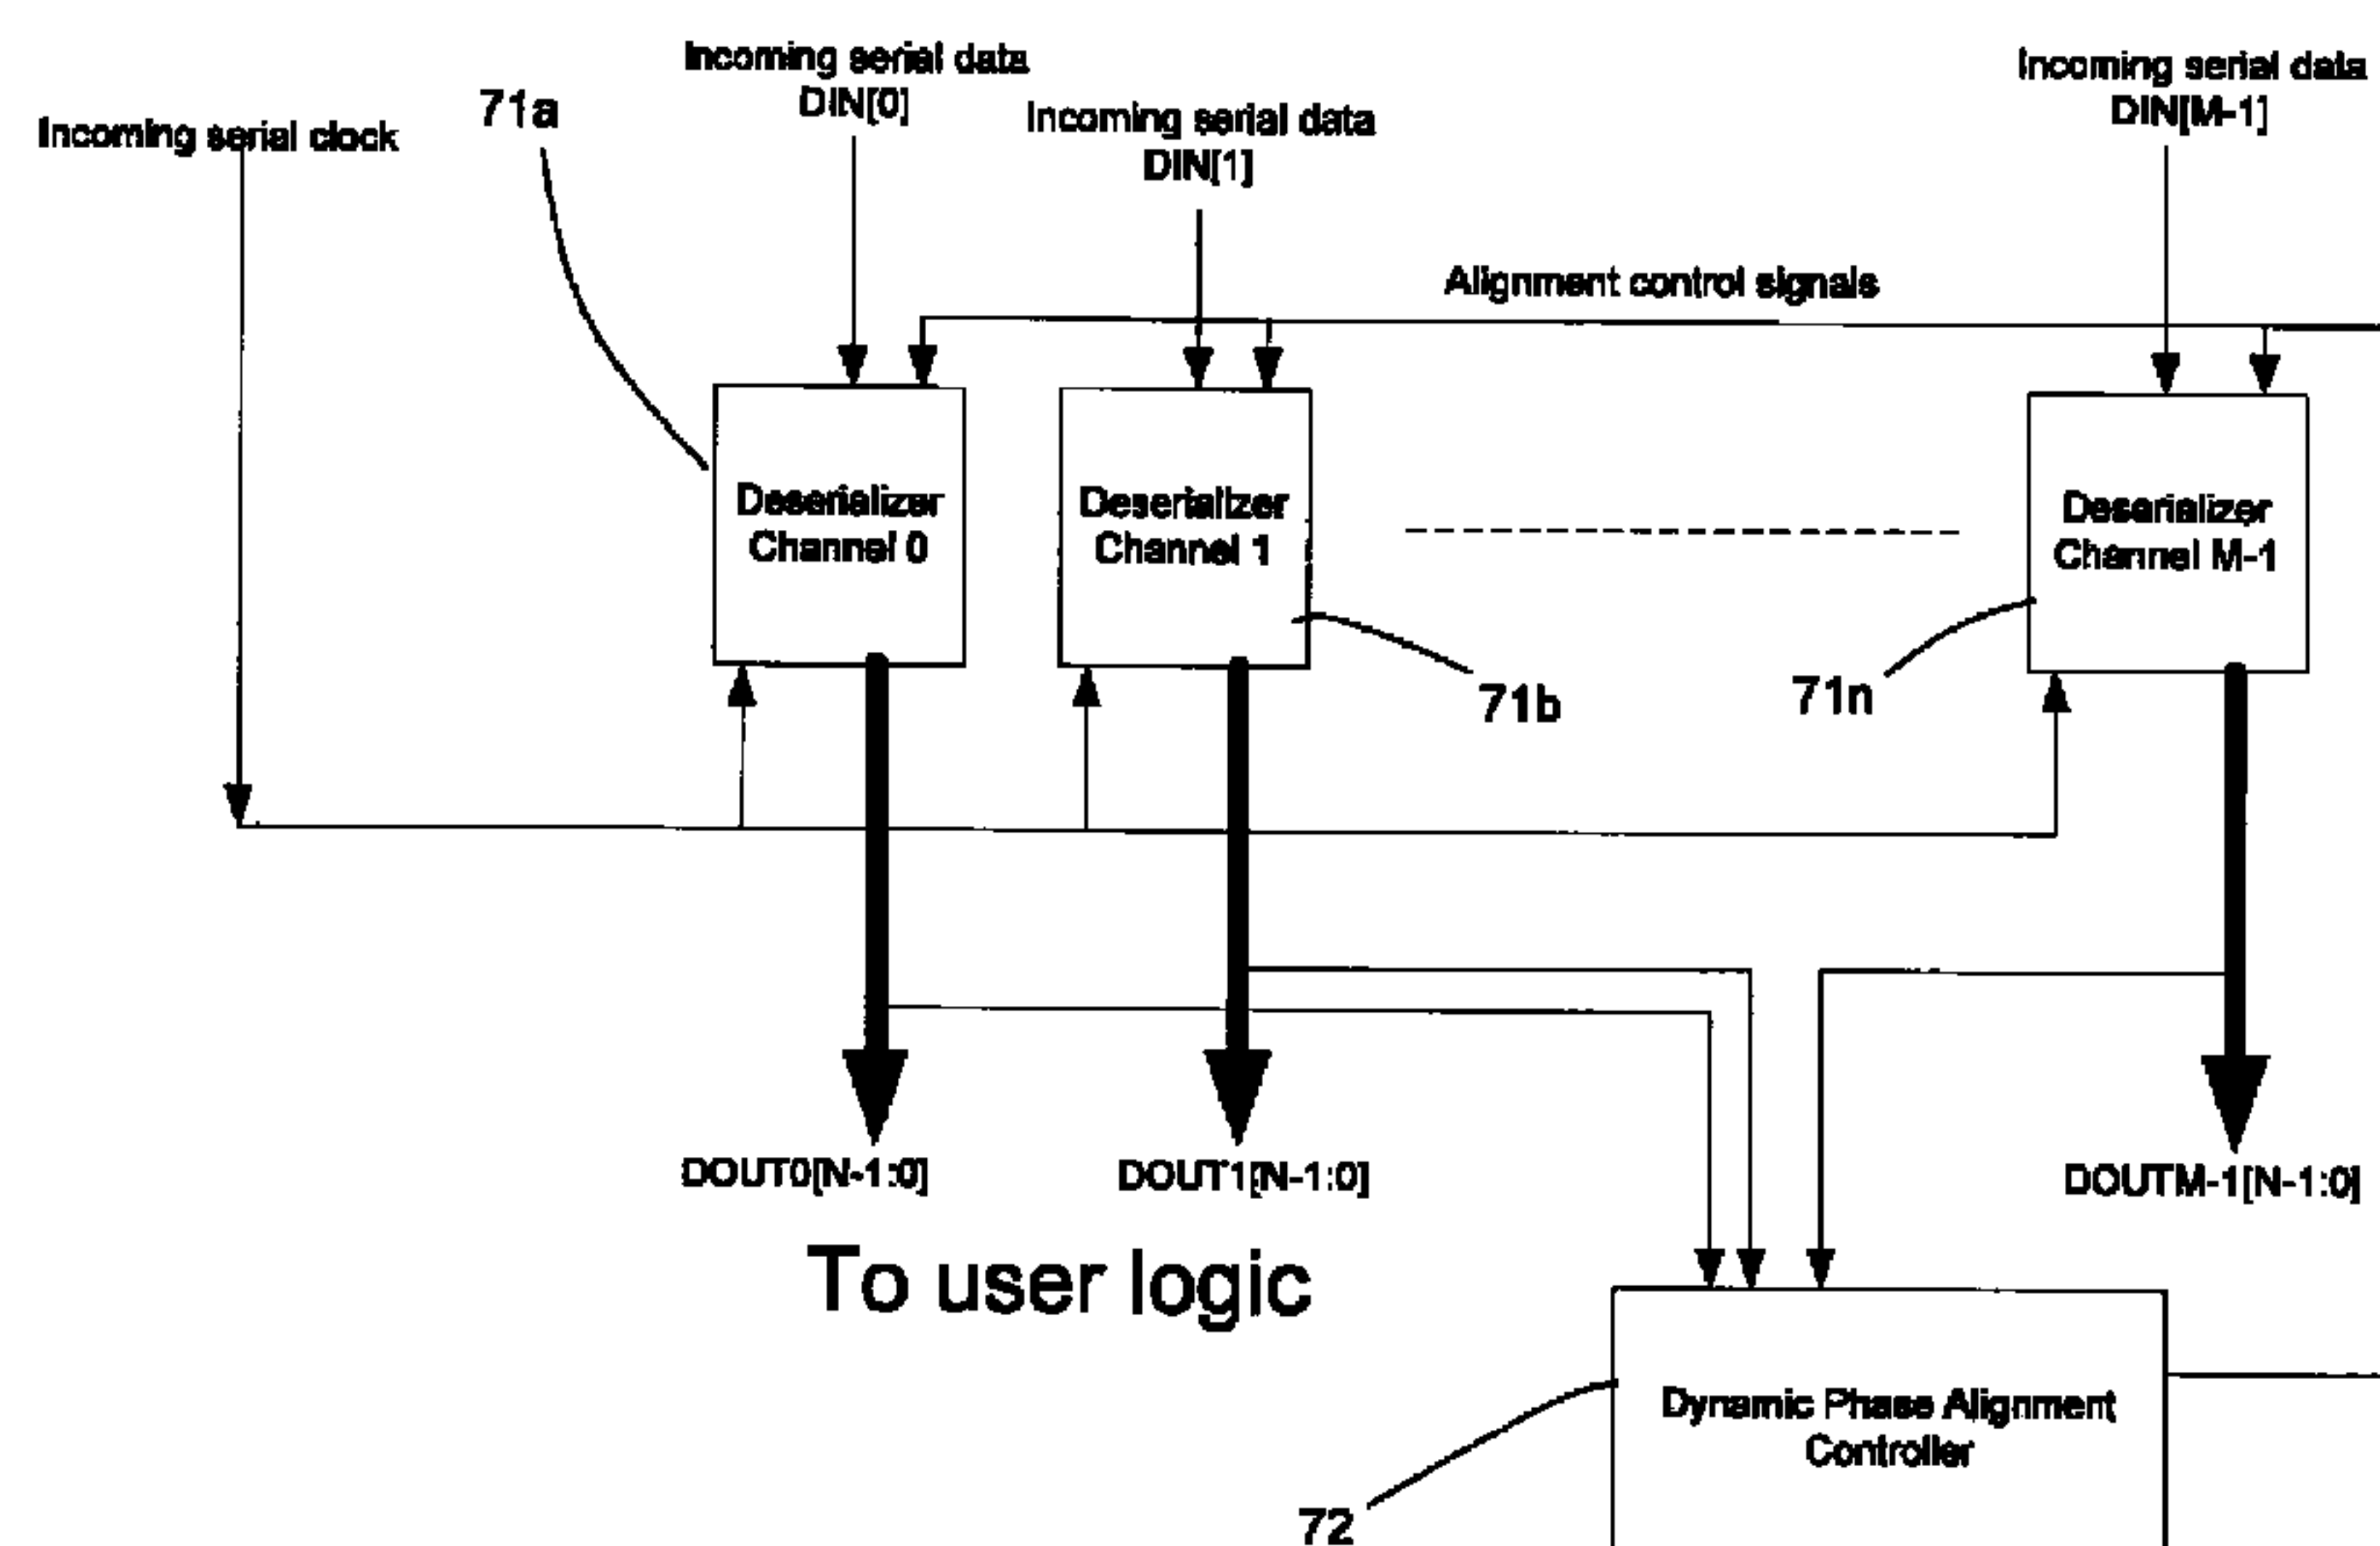 Incoming serial data
DIN[0]
71a
Incoming serial clock
Incoming serial data
DIN[1]
Incoming serial data
DIN[M-1]
Alignment control signals
Deserializer
Channel 0
Deserializer
Channel 1
Deserializer
Channel M-1
71b
71n
DOUT0[N-1:0]
DOUT1[N-1:0]
DOUTM-1[N-1:0]
To user logic
Dynamic Phase Alignment
Controller
72